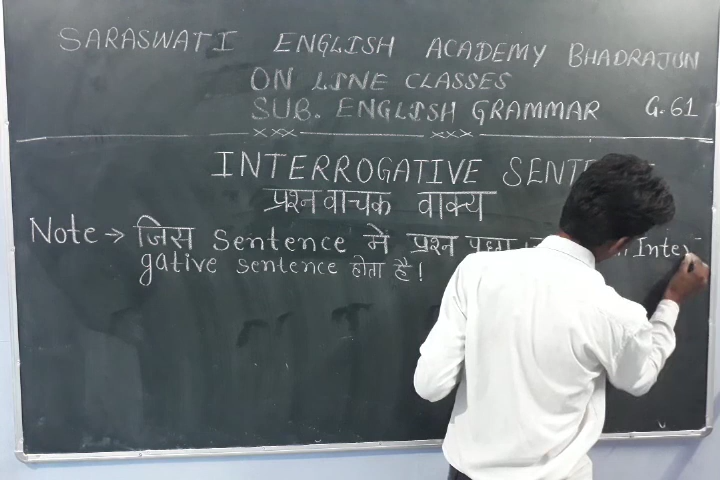 SARASWATI ENGLISH ACADEMY BHADRAJUN
ON LINE CLASSES
SUB. ENGLISH GRAMMAR G.61
INTERROGATIVE
प्रश्न वाचक वाक्य
Note → जिस Sentence में प्रश्न पूछा Inter
gative sentence होता है!